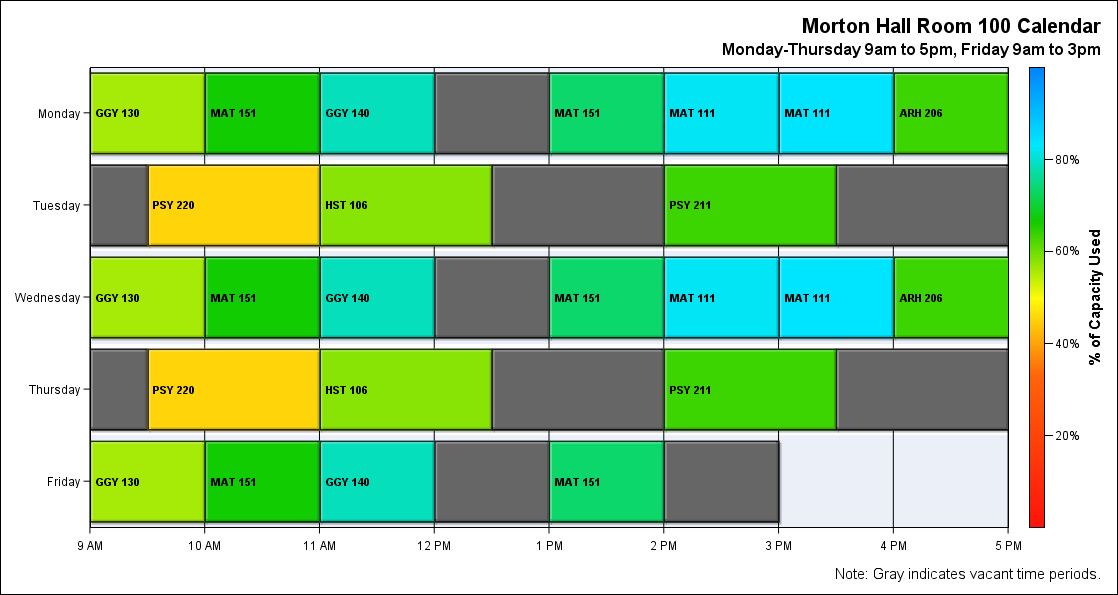 Morton Hall Room 100 Calendar
Monday-Thursday 9am to 5pm, Friday 9am to 3pm
Monday
GGY 130
MAT 151
GGY 140
MAT 151
MAT 111
MAT 111
ARH 206
Tuesday
PSY 220
HST 106
PSY 211
Wednesday
GGY 130
MAT 151
GGY 140
MAT 151
MAT 111
MAT 111
ARH 206
Thursday
PSY 220
HST 106
PSY 211
Friday
GGY 130
MAT 151
GGY 140
MAT 151
9 AM
10 AM
11 AM
12 PM
1 PM
2 PM
3 PM
4 PM
5 PM
80%
60%
40%
20%
% of Capacity Used
Note: Gray indicates vacant time periods.